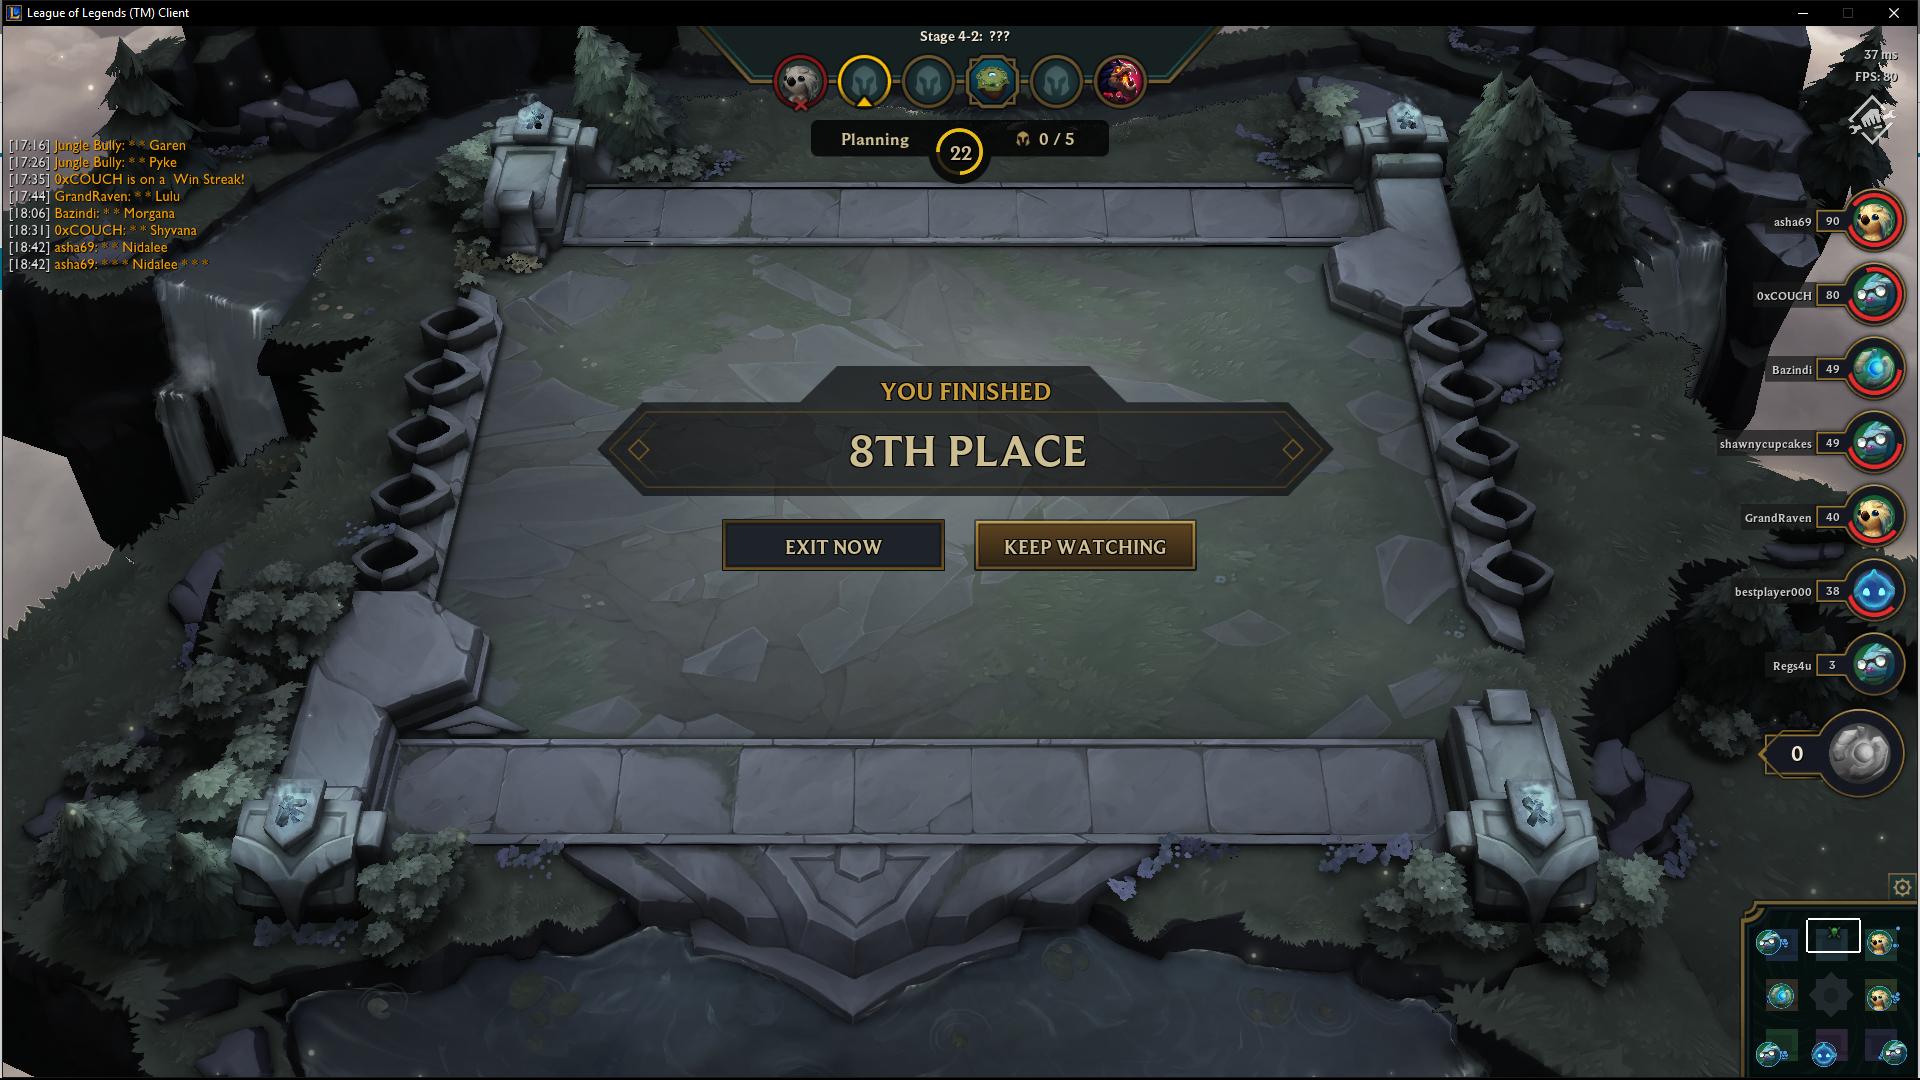 League of Legends (TM) Client
Stage 4-2: ???
37 ms
FPS: 80
Planning
22
0 / 5
[17:16] Jungle Bully: * * Garen
[17:26] Jungle Bully: * * Pyke
[17:35] 0xCOUCH is on a Win Streak!
[17:44] GrandRaven: * * Lulu
[18:06] Bazindi: * * Morgana
[18:31] 0xCOUCH: * * Shyvana
[18:42] asha69: * * Nidalee
[18:42] asha69: * * * Nidalee * * *
asha69 90
0xCOUCH 80
Bazindi 49
shawnycupcakes 49
GrandRaven 40
bestplayer000 38
Regs4u 3
0
YOU FINISHED
8TH PLACE
EXIT NOW
KEEP WATCHING